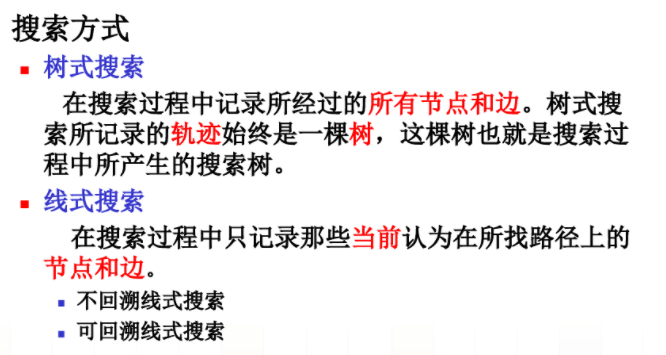 搜索方式
树式搜索
在搜索过程中记录所经过的所有节点和边。树式搜
索所记录的轨迹始终是一棵树，这棵树也就是搜索过
程中所产生的搜索树。
线式搜索
在搜索过程中只记录那些当前认为在所找路径上的
节点和边。
不回溯线式搜索
可回溯线式搜索